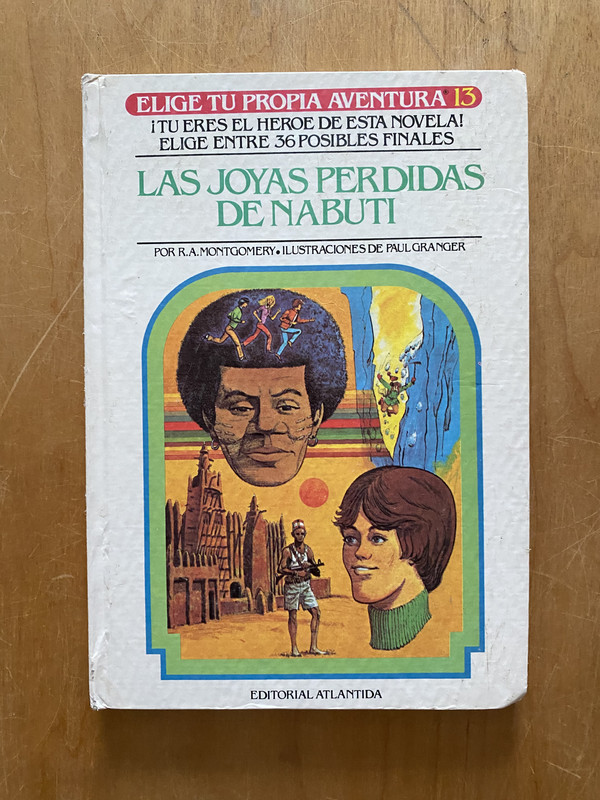 ELIGE TU PROPIA AVENTURA® 13
¡TU ERES EL HEROE DE ESTA NOVELA!
ELIGE ENTRE 36 POSIBLES FINALES
LAS JOYAS PERDIDAS
DE NABUTI
POR R.A. MONTGOMERY • ILUSTRACIONES DE PAUL GRANGER
EDITORIAL ATLANTIDA